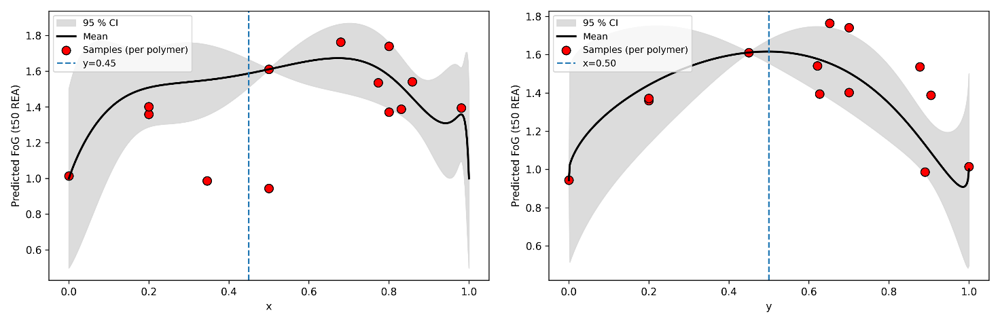 95 % CI
Mean
Samples (per polymer)
y=0.45
Predicted FoG (t50 REA)
1.8
1.6
1.4
1.2
1.0
0.8
0.6
0.0 0.2 0.4 0.6 0.8 1.0
x
95 % CI
Mean
Samples (per polymer)
x=0.50
Predicted FoG (t50 REA)
1.8
1.6
1.4
1.2
1.0
0.8
0.6
0.0 0.2 0.4 0.6 0.8 1.0
y